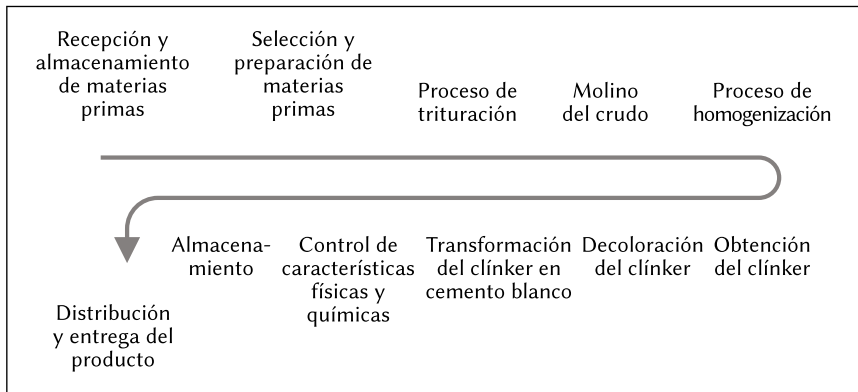 Recepción y
almacenamiento
de materias
primas
Selección y
preparación de
materias
primas
Proceso de
trituración
Molino
del crudo
Proceso de
homogenización
Obtención
del clínker
Decoloración
del clínker
Transformación
del clínker en
cemento blanco
Control de
características
físicas y
químicas
Almacena-
miento
Distribución
y entrega del
producto